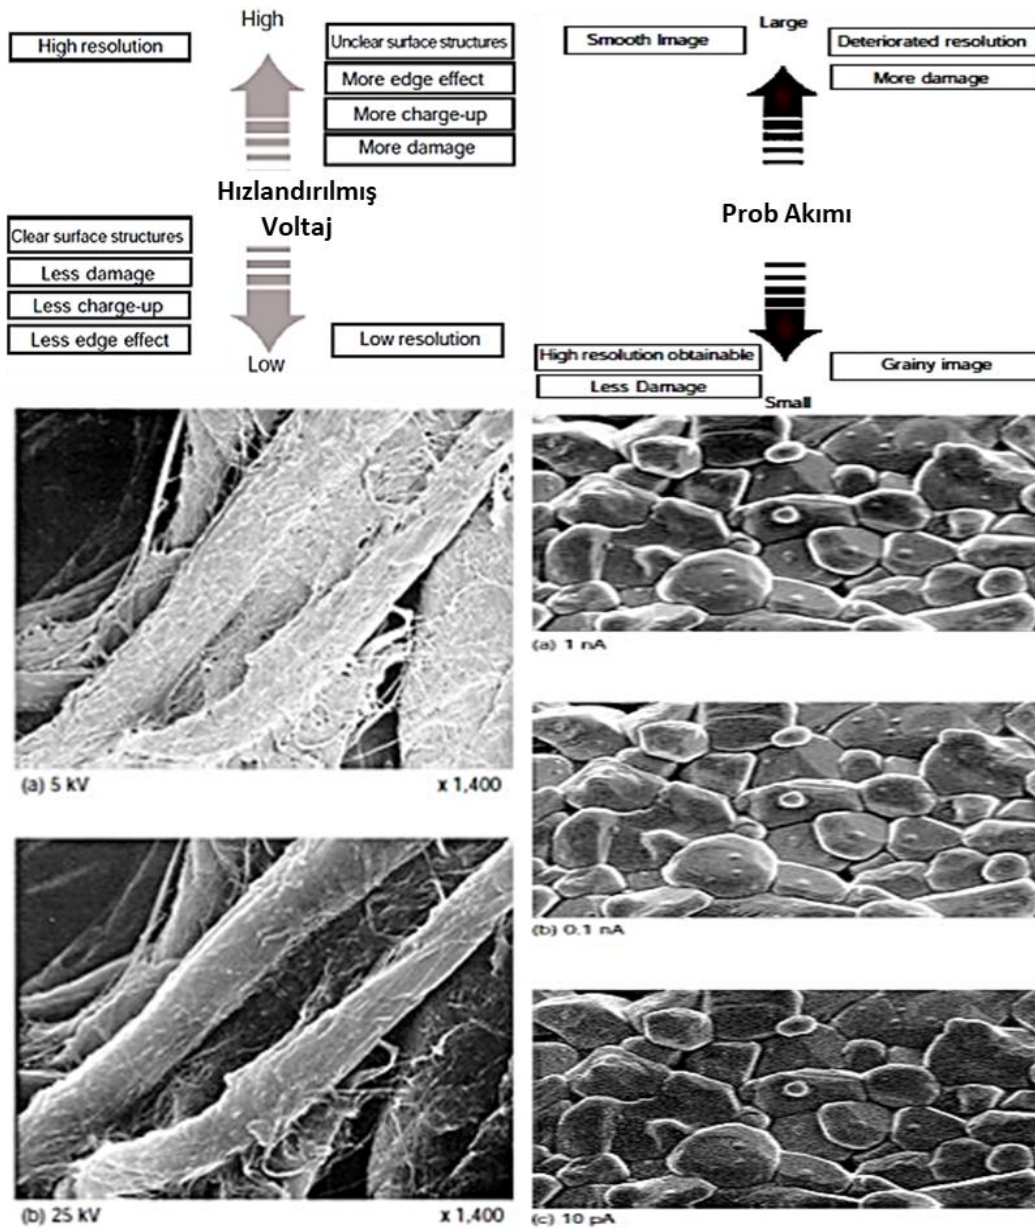 High
High resolution
Unclear surface structures
More edge effect
More charge-up
More damage
Hızlandırılmış
Voltaj
Clear surface structures
Less damage
Less charge-up
Less edge effect
Low resolution
Low
Large
Smooth Image
Deteriorated resolution
More damage
Prob Akımı
High resolution obtainable
Less Damage
Grainy image
Small
(a) 5 kV
x 1,400
(b) 25 kV
x 1,400
(a) 1 nA
(b) 0.1 nA
(c) 10 pA